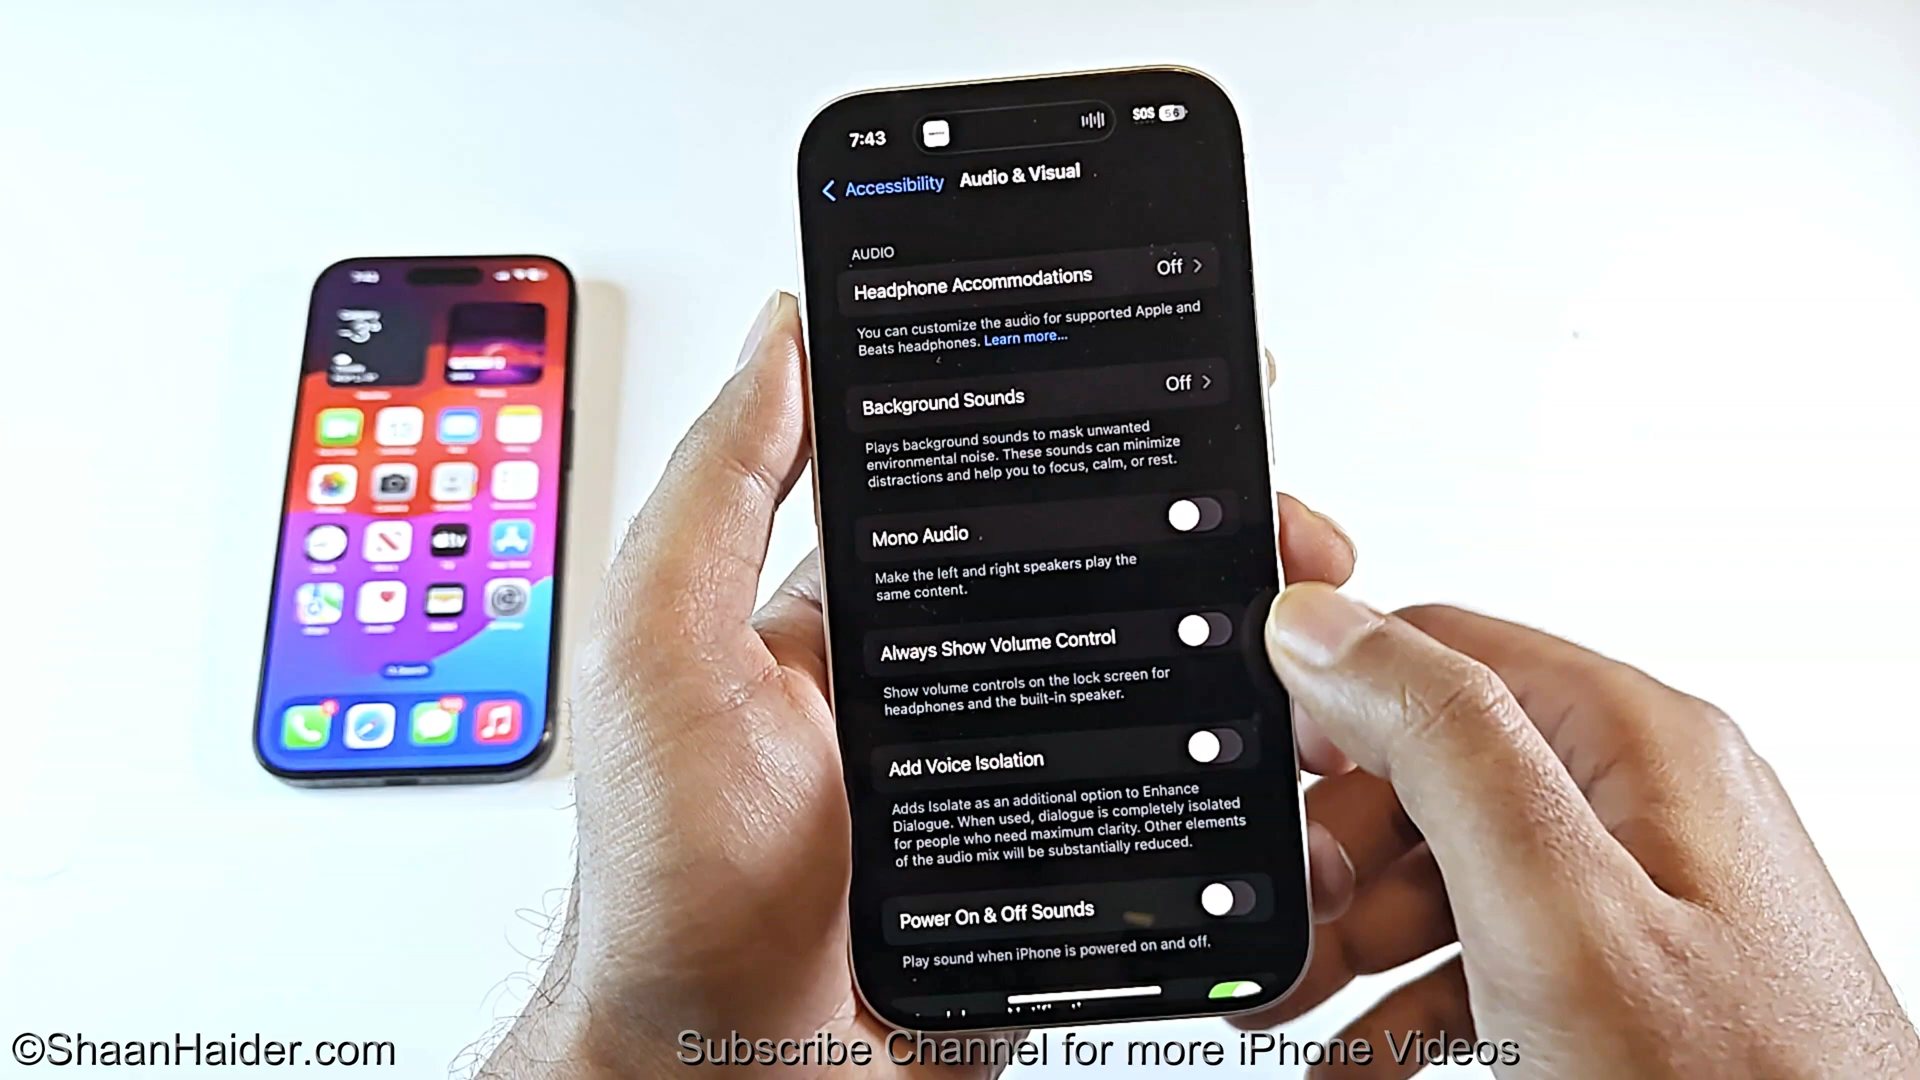 7:43
SOS 56
Accessibility
Audio & Visual
AUDIO
Headphone Accommodations
Off
You can customize the audio for supported Apple and
Beats headphones. Learn more...
Background Sounds
Off
Plays background sounds to mask unwanted
environmental noise. These sounds can minimize
distractions and help you to focus, calm, or rest.
Mono Audio
Make the left and right speakers play the
same content.
Always Show Volume Control
Show volume controls on the lock screen for
headphones and the built-in speaker.
Add Voice Isolation
Adds Isolate as an additional option to Enhance
Dialogue. When used, dialogue is completely isolated
for people who need maximum clarity. Other elements
of the audio mix will be substantially reduced.
Power On & Off Sounds
Play sound when iPhone is powered on and off.
tv
©ShaanHaider.com
Subscribe Channel for more iPhone Videos